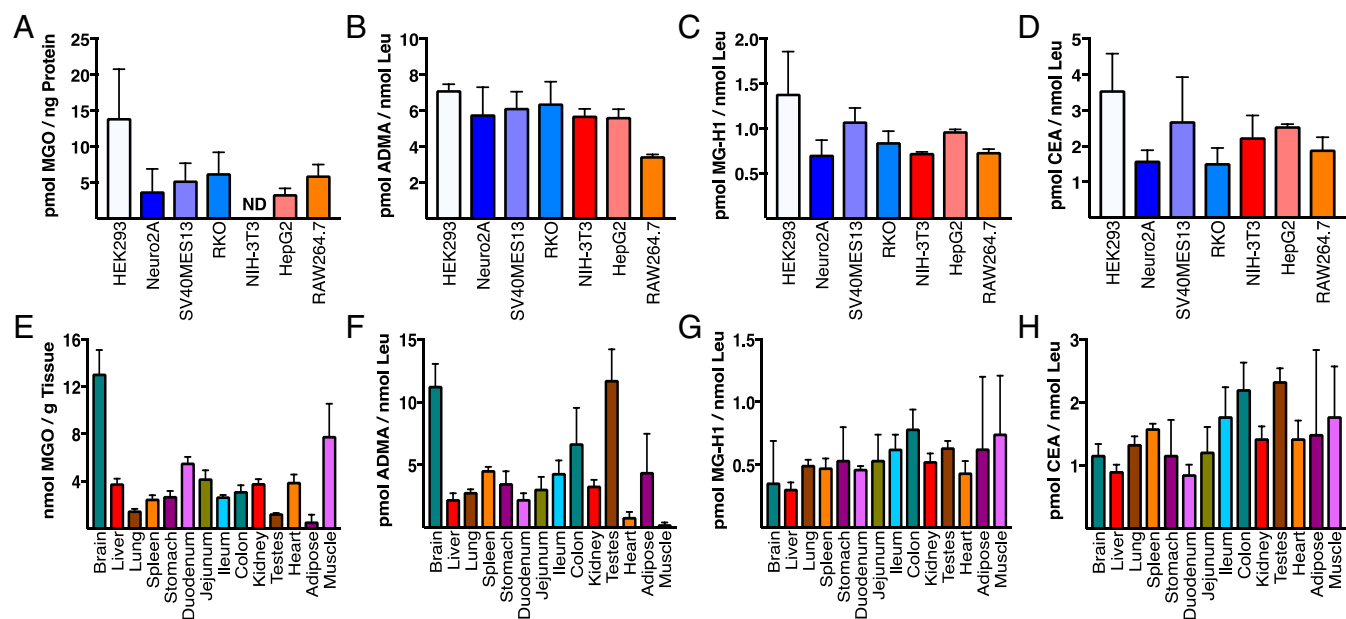 A
pmol MGO / ng Protein
25
20
15
10
5
ND
HEK293
Neuro2A
SV40MES13
RKO
NIH-3T3
HepG2
RAW264.7
B
pmol ADMA / nmol Leu
10
8
6
4
2
HEK293
Neuro2A
SV40MES13
RKO
NIH-3T3
HepG2
RAW264.7
C
pmol MG-H1 / nmol Leu
2.0
1.5
1.0
0.5
HEK293
Neuro2A
SV40MES13
RKO
NIH-3T3
HepG2
RAW264.7
D
pmol CEA / nmol Leu
5
4
3
2
1
HEK293
Neuro2A
SV40MES13
RKO
NIH-3T3
HepG2
RAW264.7
E
nmol MGO / g Tissue
16
12
8
4
Brain
Liver
Lung
Spleen
Stomach
Duodenum
Jejunum
Ileum
Colon
Kidney
Testes
Heart
Adipose
Muscle
F
pmol ADMA / nmol Leu
15
10
5
Brain
Liver
Lung
Spleen
Stomach
Duodenum
Jejunum
Ileum
Colon
Kidney
Testes
Heart
Adipose
Muscle
G
pmol MG-H1 / nmol Leu
1.5
1.0
0.5
Brain
Liver
Lung
Spleen
Stomach
Duodenum
Jejunum
Ileum
Colon
Kidney
Testes
Heart
Adipose
Muscle
H
pmol CEA / nmol Leu
3
2
1
Brain
Liver
Lung
Spleen
Stomach
Duodenum
Jejunum
Ileum
Colon
Kidney
Testes
Heart
Adipose
Muscle